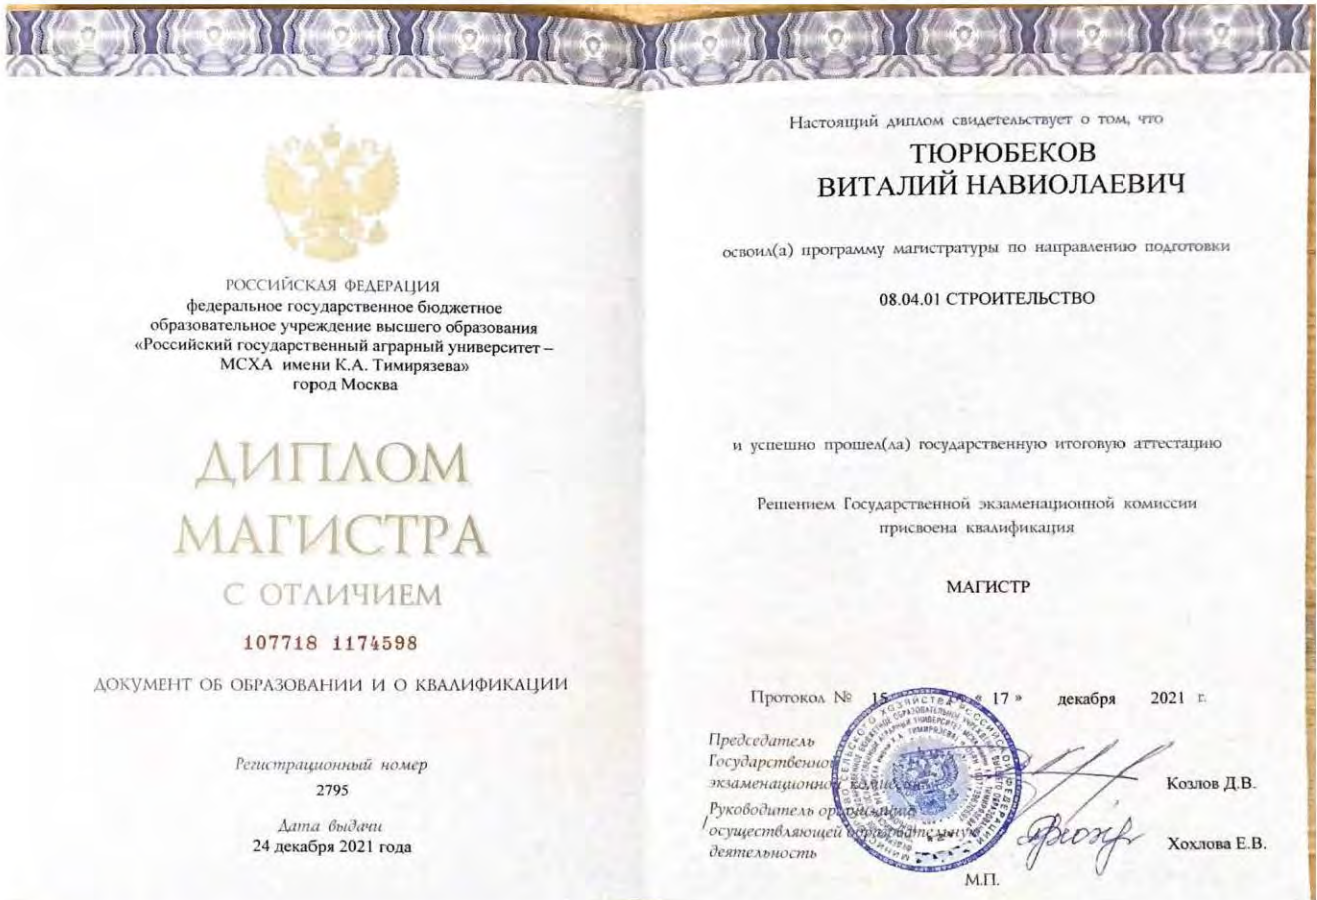 РОССИЙСКАЯ ФЕДЕРАЦИЯ
федеральное государственное бюджетное
образовательное учреждение высшего образования
«Российский государственный аграрный университет –
МСХА имени К.А. Тимирязева»
город Москва
ДИПЛОМ
МАГИСТРА
С ОТЛИЧИЕМ
107718 1174598
ДОКУМЕНТ ОБ ОБРАЗОВАНИИ И О КВАЛИФИКАЦИИ
Регистрационный номер
2795
Дата выдачи
24 декабря 2021 года
Настоящий диплом свидетельствует о том, что
ТЮРЮБЕКОВ
ВИТАЛИЙ НАВИОЛАЕВИЧ
освоил(а) программу магистратуры по направлению подготовки
08.04.01 СТРОИТЕЛЬСТВО
и успешно прошел(ла) государственную итоговую аттестацию
Решением Государственной экзаменационной комиссии
присвоена квалификация
МАГИСТР
Протокол № 15 « 17 » декабря 2021 г.
Председатель
Государственной
экзаменационной комиссии
Козлов Д.В.
Руководитель организации
осуществляющей образовательную
деятельность
Хохлова Е.В.
М.П.